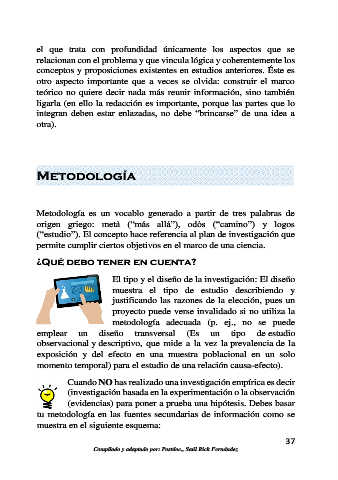 el que trata con profundidad únicamente los aspectos que se
relacionan con el problema y que vincula lógica y coherentemente los
conceptos y proposiciones existentes en estudios anteriores. Éste es
otro aspecto importante que a veces se olvida: construir el marco
teórico no quiere decir nada más reunir información, sino también
ligarla (en ello la redacción es importante, porque las partes que lo
integran deben estar enlazadas, no debe “brincarse” de una idea a
otra).
METODOLOGÍA
Metodología es un vocablo generado a partir de tres palabras de
origen griego: metà (“más allá”), odòs (“camino”) y logos
(“estudio”). El concepto hace referencia al plan de investigación que
permite cumplir ciertos objetivos en el marco de una ciencia.
¿QUÉ DEBO TENER EN CUENTA?
El tipo y el diseño de la investigación: El diseño
muestra el tipo de estudio describiendo y
justificando las razones de la elección, pues un
proyecto puede verse invalidado si no utiliza la
metodología adecuada (p. ej., no se puede
emplear un diseño transversal (Es un tipo de estudio
observacional y descriptivo, que mide a la vez la prevalencia de la
exposición y del efecto en una muestra poblacional en un solo
momento temporal) para el estudio de una relación causa-efecto).
Cuando NO has realizado una investigación empírica es decir
(investigación basada en la experimentación o la observación
(evidencias) para poner a prueba una hipótesis. Debes basar
tu metodología en las fuentes secundarias de información como se
muestra en el siguiente esquema:
37
Compilado y adaptado por: Postdoc., Saúl Rick Fernández